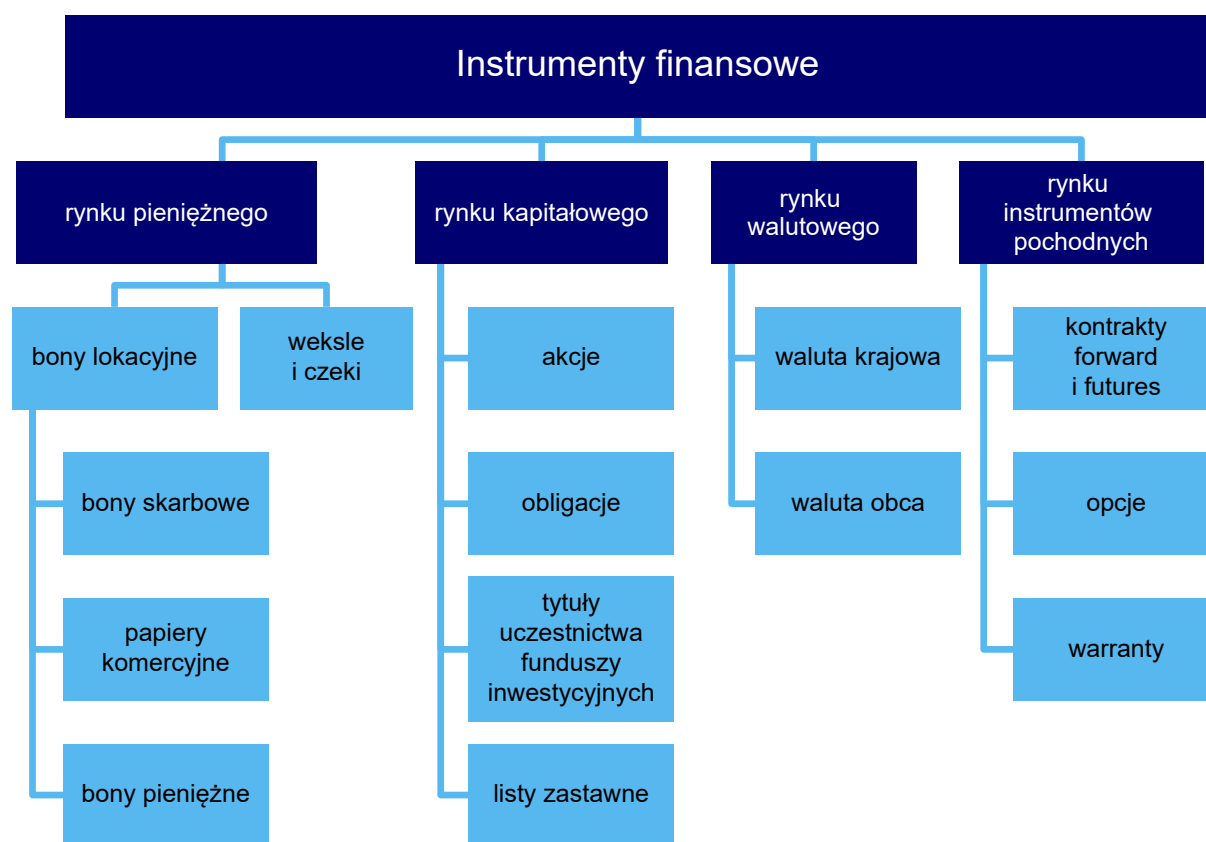 Instrumenty finansowe
rynku pieniężnego
rynku kapitałowego
rynku
walutowego
rynku
instrumentów
pochodnych
bony lokacyjne
weksle
i czeki
akcje
waluta krajowa
kontrakty
forward
i futures
bony skarbowe
obligacje
waluta obca
opcje
papiery
komercyjne
tytuły
uczestnictwa
funduszy
inwestycyjnych
warranty
bony pieniężne
listy zastawne